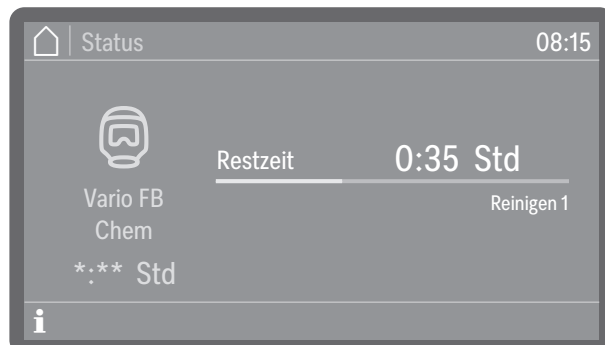 Status
08:15
Restzeit 0:35 Std
Vario FB
Chem
Reinigen 1
*:** Std
i